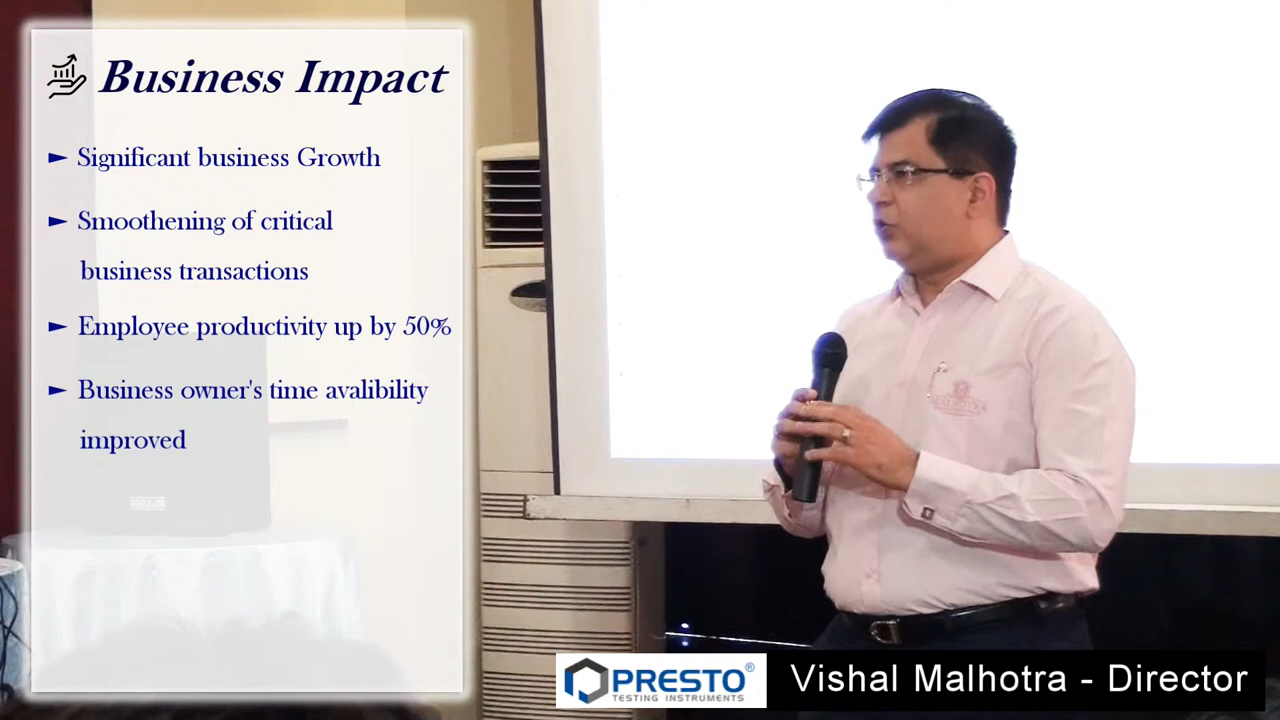 Business Impact
► Significant business Growth
► Smoothening of critical
business transactions
► Employee productivity up by 50%
► Business owner's time avalibility
improved
PRESTO®
TESTING INSTRUMENTS
Vishal Malhotra - Director